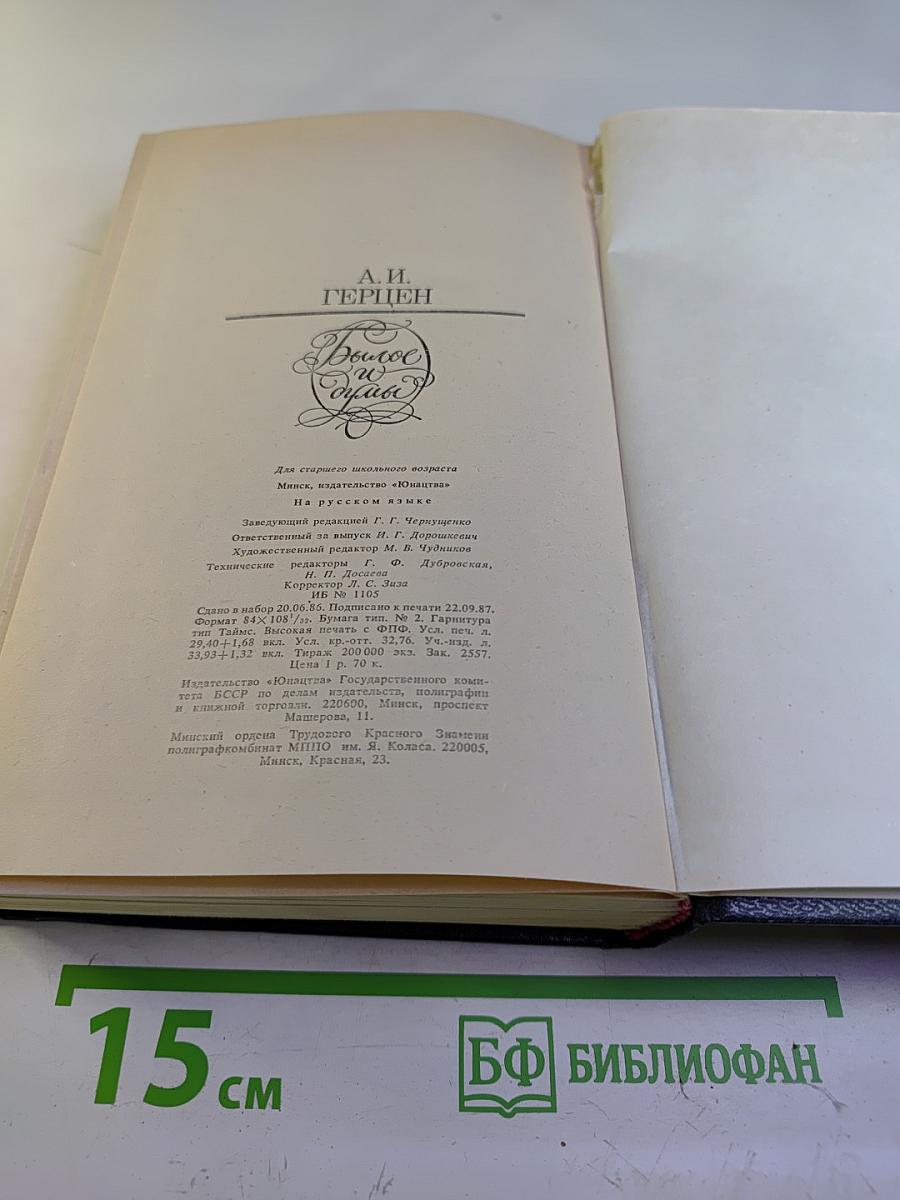 А. И.
ГЕРЦЕН
Былое
и
думы
Для старшего школьного возраста
Минск, издательство «Юнацтва»
На русском языке
Заведующий редакцией Г. Г. Чернущенко
Ответственный за выпуск И. Г. Дорошкевич
Художественный редактор М. В. Чудников
Технические редакторы Г. Ф. Дубровская,
Н. П. Досаева
Корректор Л. С. Зиза
ИБ № 1105
Сдано в набор 20.06.86. Подписано к печати 22.09.87.
Формат 84×108¹/₃₂. Бумага тип. № 2. Гарнитура
тип Таймс. Высокая печать с ФПФ. Усл. печ. л.
29,40+1,68 вкл. Усл. кр.-отт. 32,76. Уч.-изд. л.
33,93+1,32 вкл. Тираж 200 000 экз. Зак. 2557.
Цена 1 р. 70 к.
Издательство «Юнацтва» Государственного коми-
тета БССР по делам издательств, полиграфии
и книжной торговли. 220600, Минск, проспект
Машерова, 11.
Минский ордена Трудового Красного Знамени
полиграфкомбинат МППО им. Я. Коласа. 220005,
Минск, Красная, 23.
15 см
БФ БИБЛИОФАН